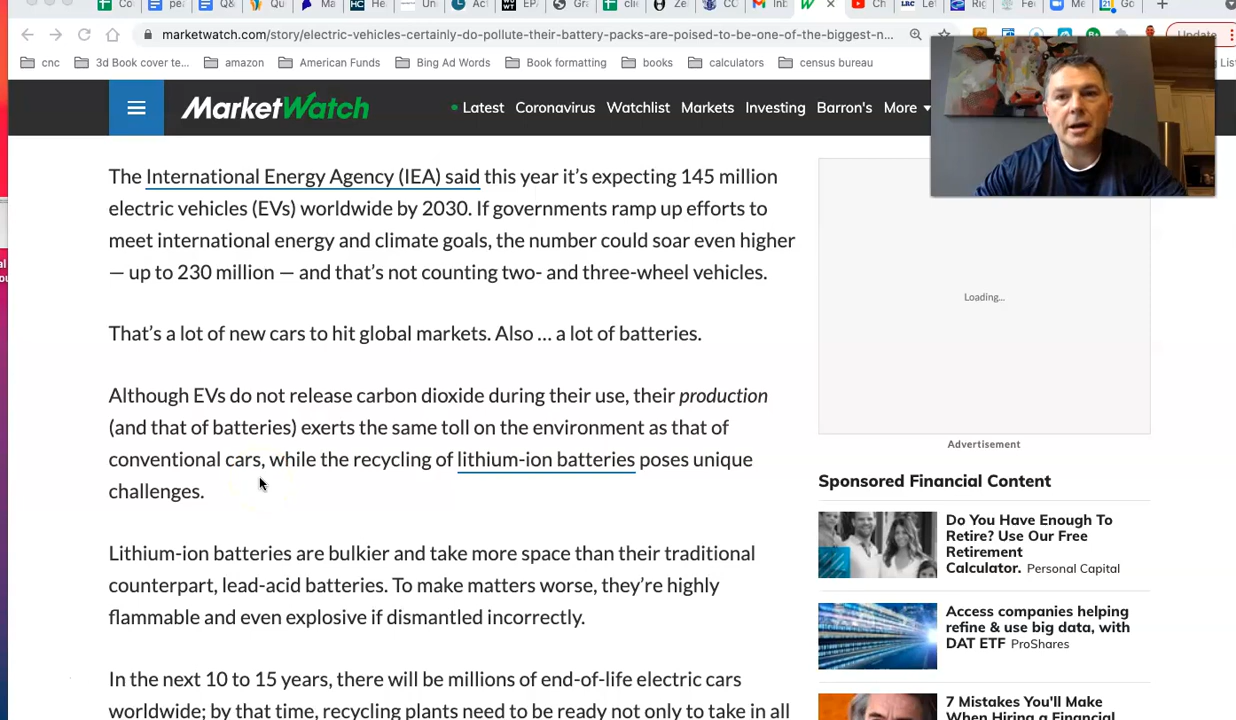 marketwatch.com/story/electric-vehicles-certainly-do-pollute-their-battery-packs-are-poised-to-be-one-of-the-biggest-n...
Update
cnc
3d Book cover te...
amazon
American Funds
Bing Ad Words
Book formatting
books
calculators
census bureau
MarketWatch
Latest Coronavirus Watchlist Markets Investing Barron's More
The International Energy Agency (IEA) said this year it's expecting 145 million
electric vehicles (EVs) worldwide by 2030. If governments ramp up efforts to
meet international energy and climate goals, the number could soar even higher
— up to 230 million — and that's not counting two- and three-wheel vehicles.
That's a lot of new cars to hit global markets. Also … a lot of batteries.
Although EVs do not release carbon dioxide during their use, their production
(and that of batteries) exerts the same toll on the environment as that of
conventional cars, while the recycling of lithium-ion batteries poses unique
challenges.
Lithium-ion batteries are bulkier and take more space than their traditional
counterpart, lead-acid batteries. To make matters worse, they're highly
flammable and even explosive if dismantled incorrectly.
In the next 10 to 15 years, there will be millions of end-of-life electric cars
worldwide; by that time, recycling plants need to be ready not only to take in all
Loading...
Advertisement
Sponsored Financial Content
Do You Have Enough To
Retire? Use Our Free
Retirement
Calculator. Personal Capital
Access companies helping
refine & use big data, with
DAT ETF ProShares
7 Mistakes You'll Make
When Hiring a Financial